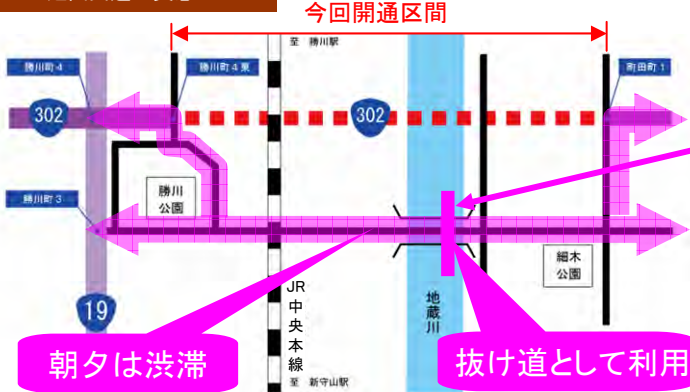 今回開通区間
至 勝川駅
勝川町4
勝川町4東
町田町1
302
302
勝川
公園
勝川町3
細木
公園
19
JR中央本線
地蔵川
朝夕は渋滞
抜け道として利用
至 新守山駅